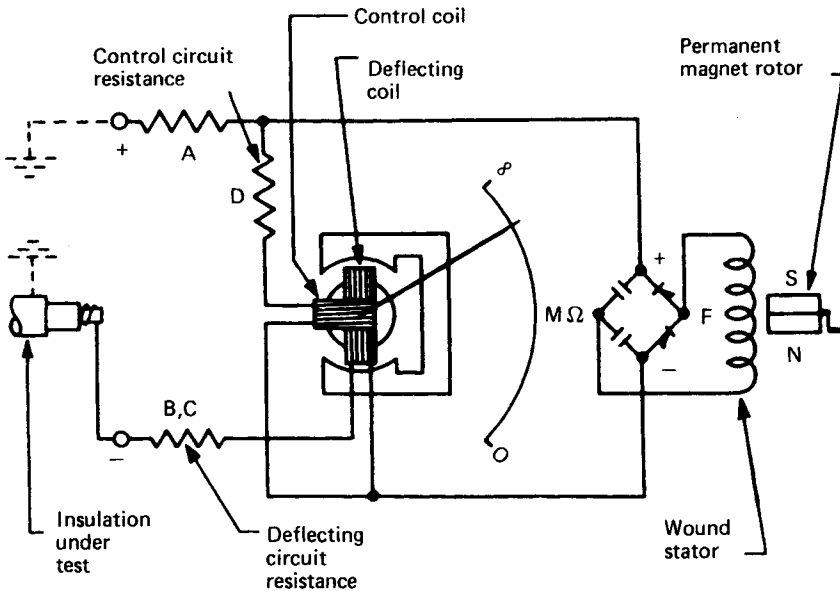 Control coil
Control circuit
resistance
Deflecting
coil
Permanent
magnet rotor
+
A
D
∞
+
S
MΩ
F
N
−
B,C
−
O
Insulation
under
test
Deflecting
circuit
resistance
Wound
stator